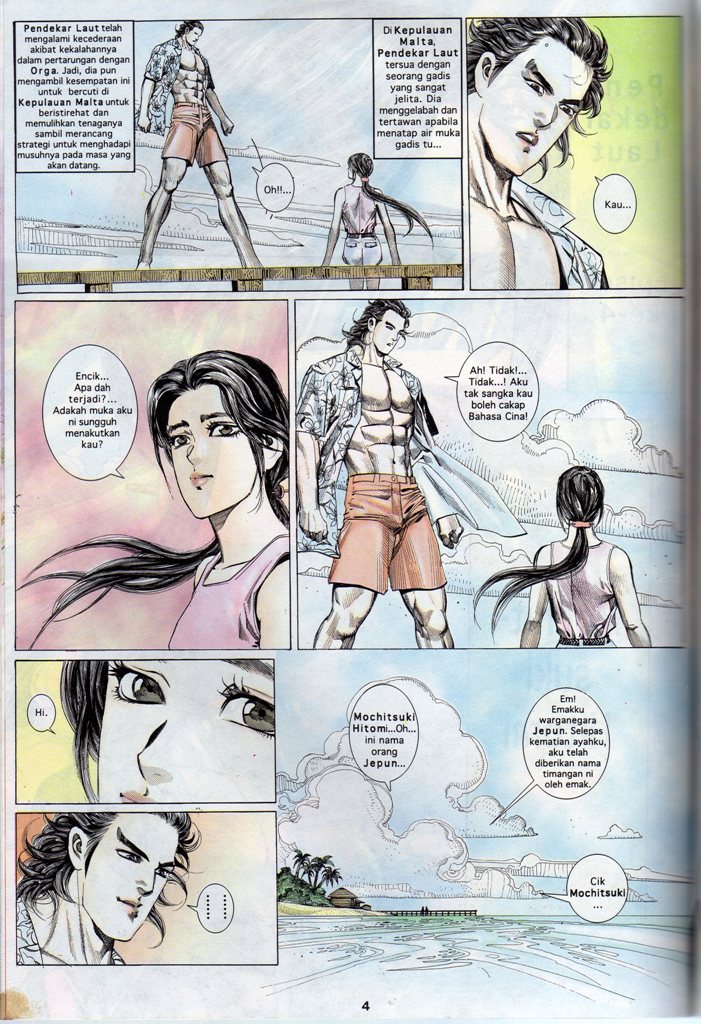 Pendekar Laut telah
mengalami kecederaan
akibat kekalahannya
dalam pertarungan dengan
Orga. Jadi, dia pun
mengambil kesempatan ini
untuk bercuti di
Kepulauan Malta untuk
beristirehat dan
memulihkan tenaganya
sambil merancang
strategi untuk menghadapi
musuhnya pada masa yang
akan datang.
Di Kepulauan
Malta,
Pendekar Laut
tersua dengan
seorang gadis
yang sangat
jelita. Dia
menggelabah dan
tertawan apabila
menatap air muka
gadis tu...
Oh!!...
Kau...
Encik...
Apa dah
terjadi?...
Adakah muka aku
ni sungguh
menakutkan
kau?
Ah! Tidak!...
Tidak...! Aku
tak sangka kau
boleh cakap
Bahasa Cina!
Hi.
Mochitsuki
Hitomi...Oh...
ini nama
orang
Jepun...
Em!
Emakku
warganegara
Jepun. Selepas
kematian ayahku,
aku telah
diberikan nama
timangan ni
oleh emak.
Cik
Mochitsuki
...
4